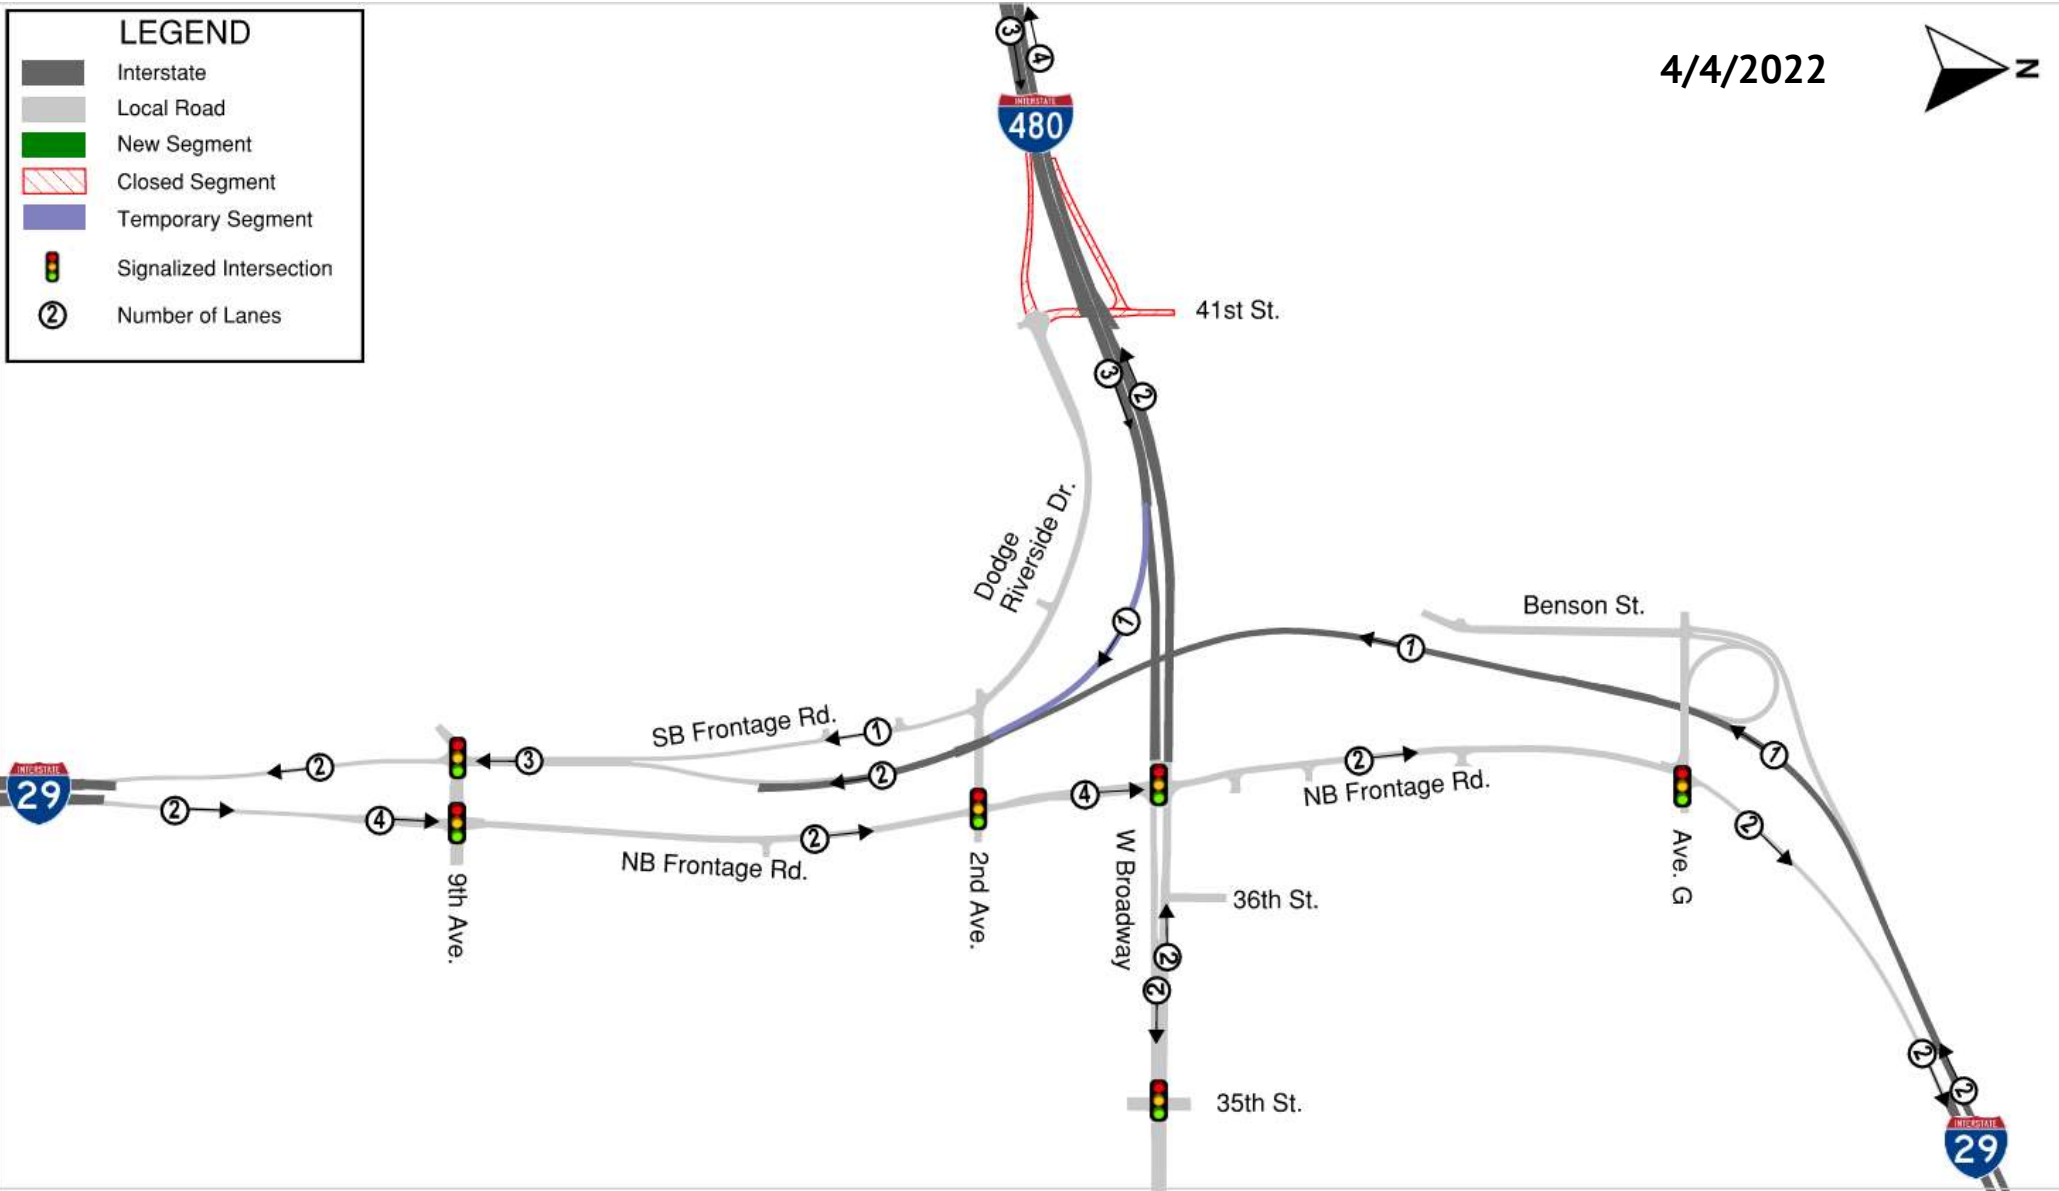 LEGEND
Interstate
Local Road
New Segment
Closed Segment
Temporary Segment
Signalized Intersection
2 Number of Lanes
4/4/2022
N
3
4
INTERSTATE
480
41st St.
3
2
Dodge
Riverside Dr.
1
Benson St.
1
SB Frontage Rd.
1
2
3
2
INTERSTATE
29
2
4
NB Frontage Rd.
2
4
2
NB Frontage Rd.
1
2
9th Ave.
2nd Ave.
W Broadway
Ave. G
36th St.
2
2
35th St.
2
2
INTERSTATE
29